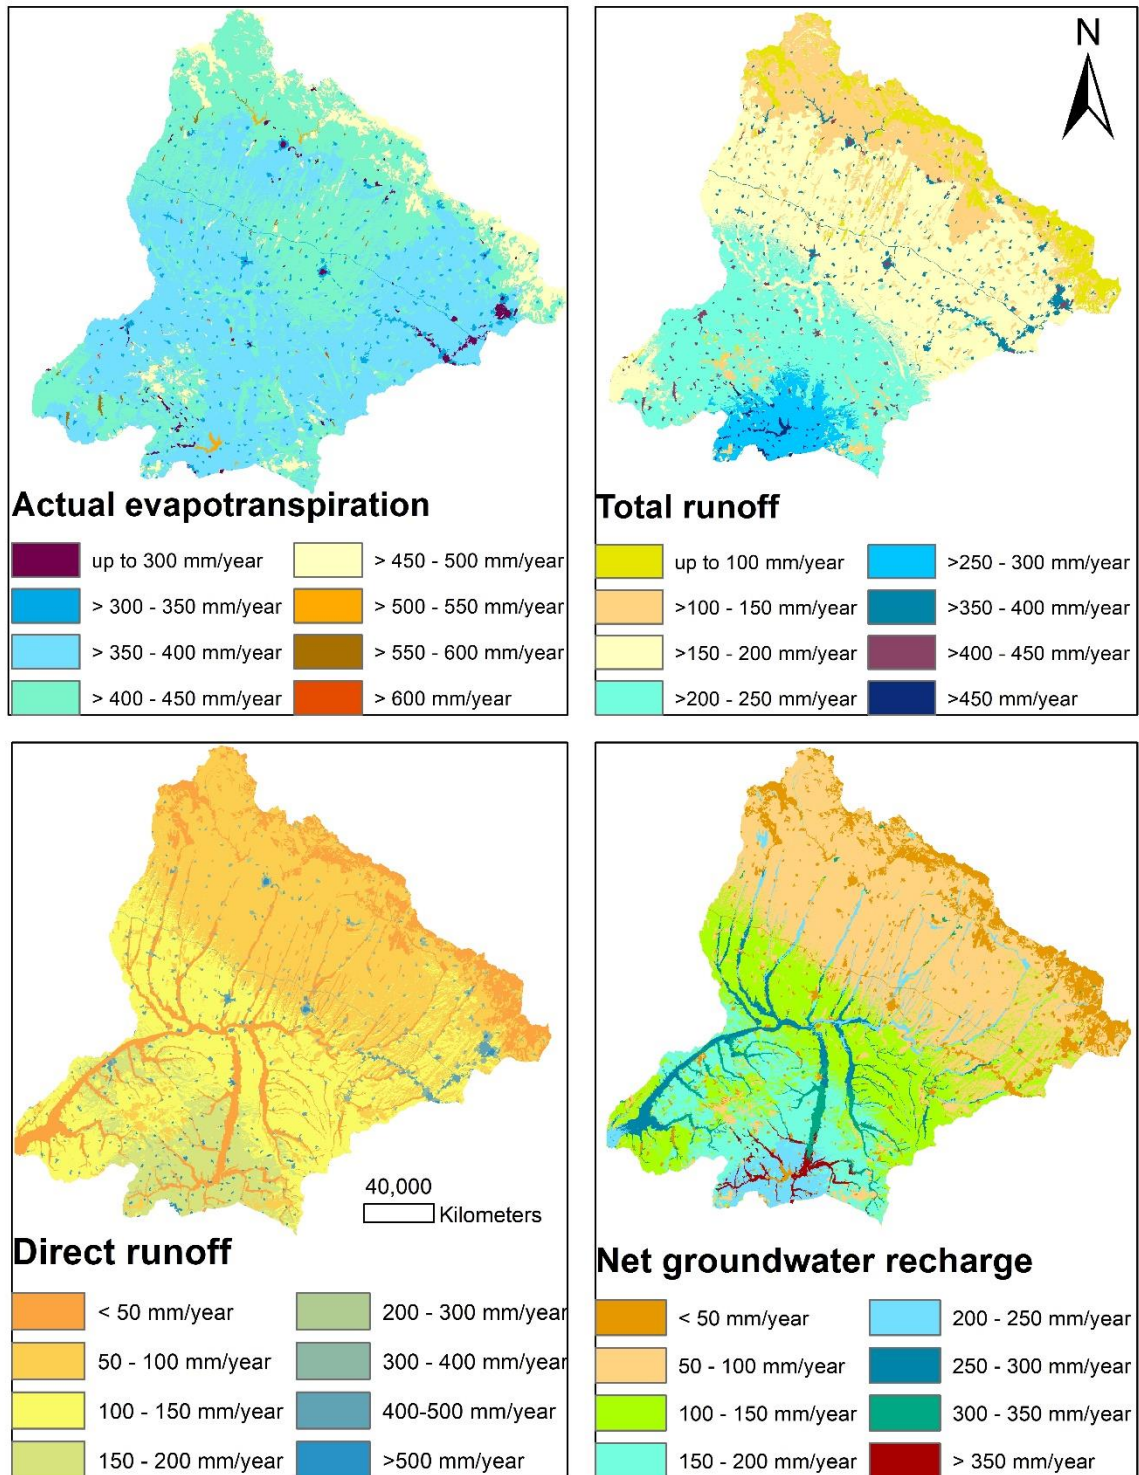 N
Actual evapotranspiration
up to 300 mm/year
> 300 - 350 mm/year
> 350 - 400 mm/year
> 400 - 450 mm/year
> 450 - 500 mm/year
> 500 - 550 mm/year
> 550 - 600 mm/year
> 600 mm/year
Total runoff
up to 100 mm/year
>100 - 150 mm/year
>150 - 200 mm/year
>200 - 250 mm/year
>250 - 300 mm/year
>350 - 400 mm/year
>400 - 450 mm/year
>450 mm/year
40,000
Kilometers
Direct runoff
< 50 mm/year
50 - 100 mm/year
100 - 150 mm/year
150 - 200 mm/year
200 - 300 mm/year
300 - 400 mm/year
400-500 mm/year
>500 mm/year
Net groundwater recharge
< 50 mm/year
50 - 100 mm/year
100 - 150 mm/year
150 - 200 mm/year
200 - 250 mm/year
250 - 300 mm/year
300 - 350 mm/year
> 350 mm/year